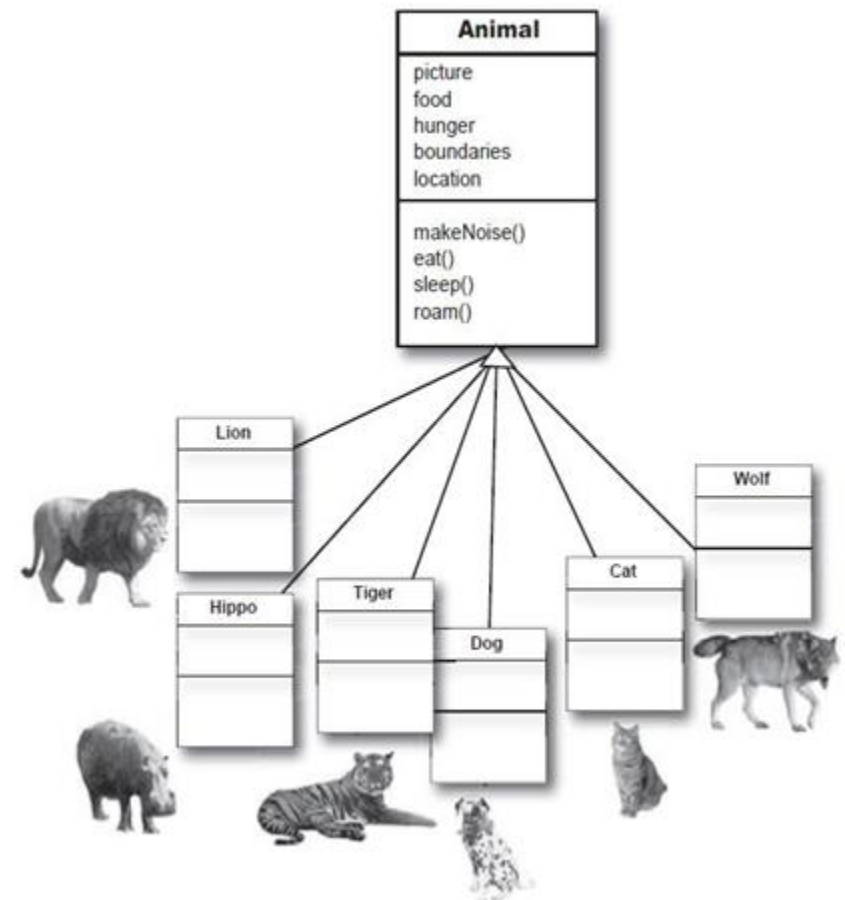 Animal
picture
food
hunger
boundaries
location
makeNoise()
eat()
sleep()
roam()
Lion
Wolf
Cat
Tiger
Hippo
Dog